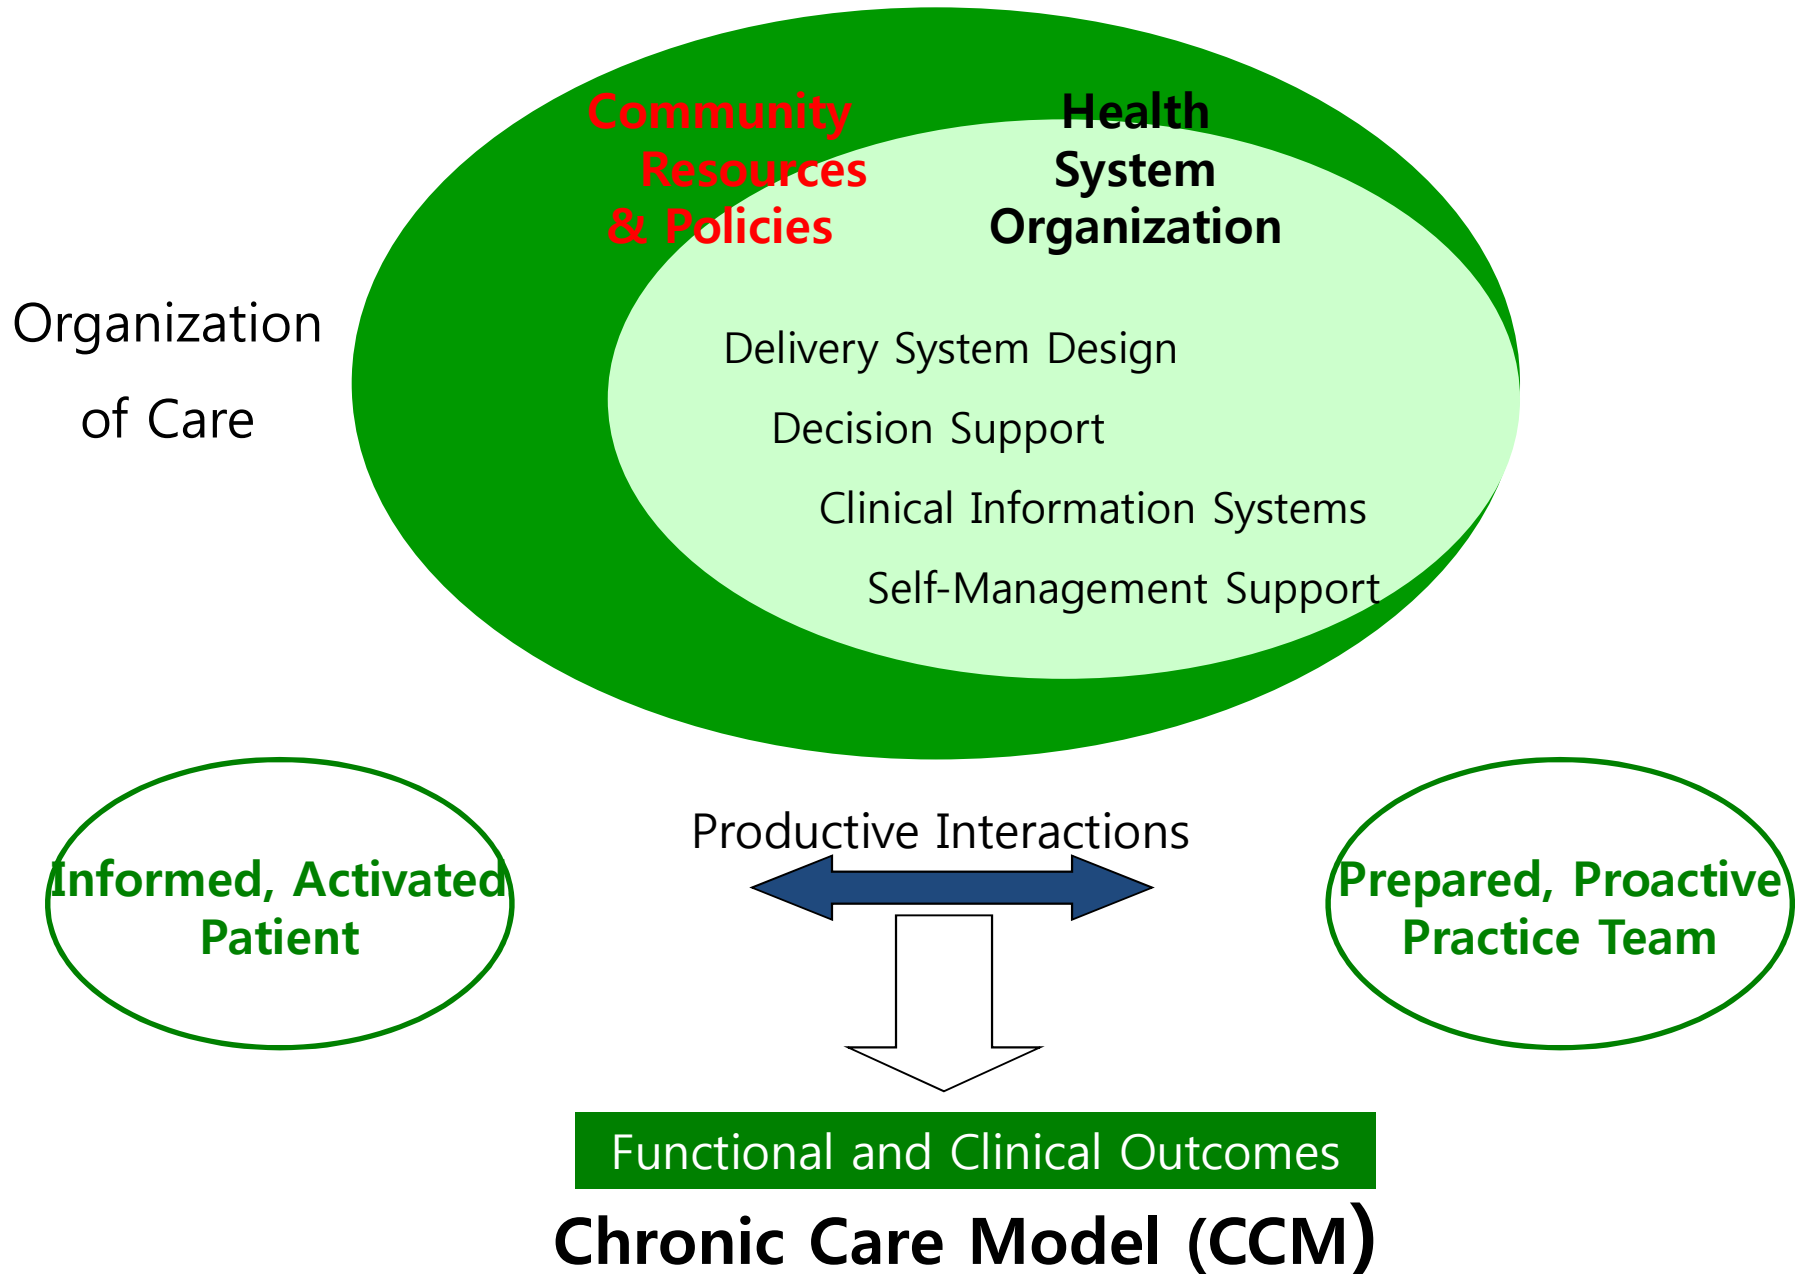 Community
Resources
& Policies
Health
System
Organization
Organization
of Care
Delivery System Design
Decision Support
Clinical Information Systems
Self-Management Support
Productive Interactions
Informed, Activated
Patient
Prepared, Proactive
Practice Team
Functional and Clinical Outcomes
Chronic Care Model (CCM)